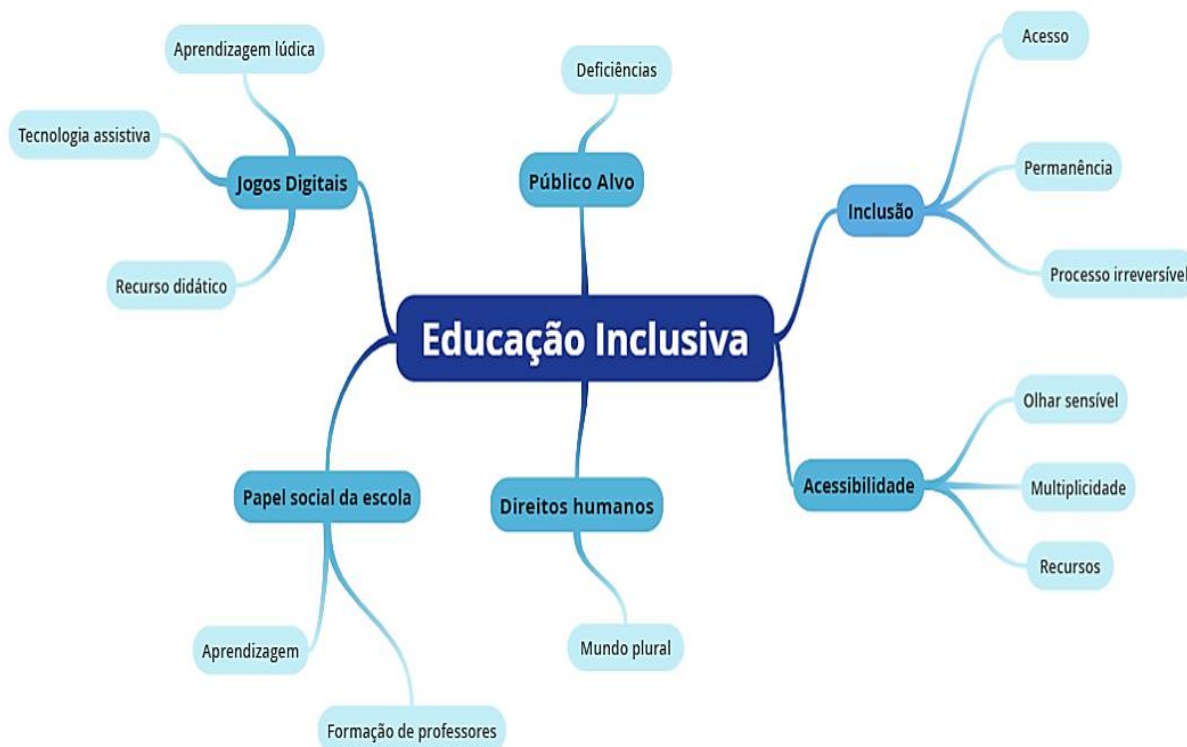 Aprendizagem lúdica
Tecnologia assistiva
Jogos Digitais
Recurso didático
Deficiências
Público Alvo
Acesso
Permanência
Inclusão
Processo irreversível
Educação Inclusiva
Papel social da escola
Aprendizagem
Formação de professores
Direitos humanos
Mundo plural
Olhar sensível
Acessibilidade
Multiplicidade
Recursos